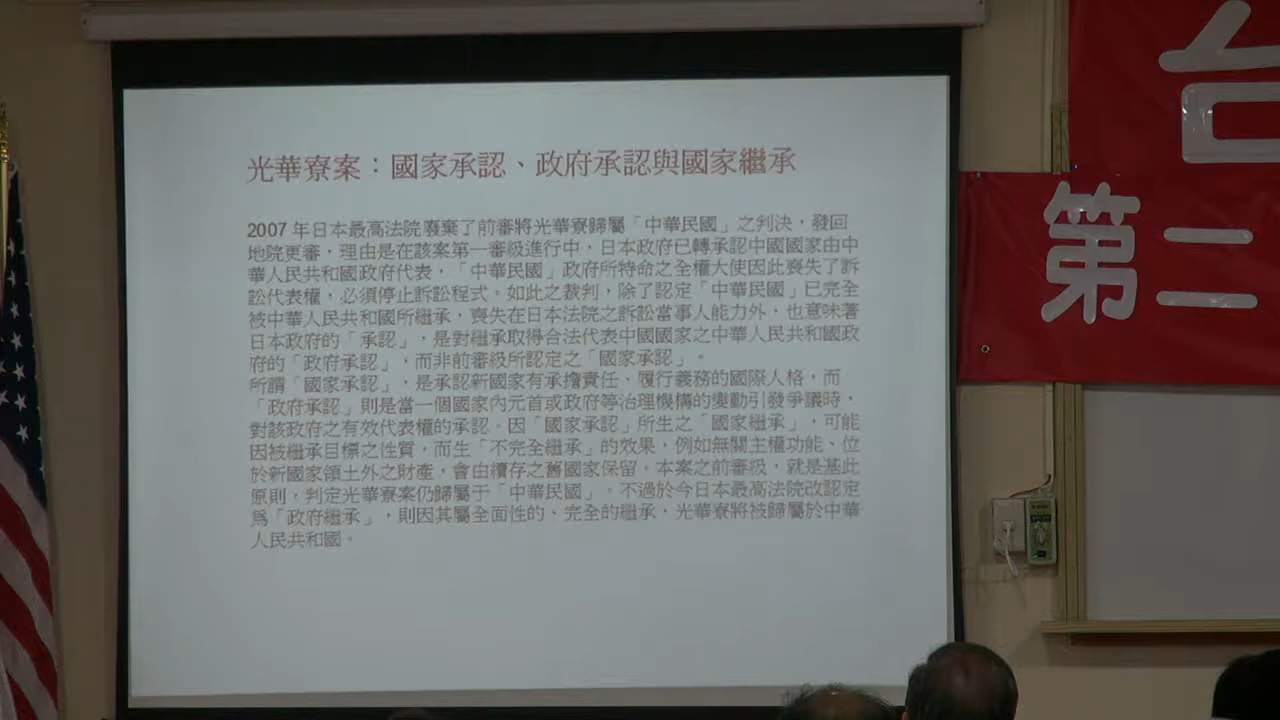 光華寮案：國家承認、政府承認與國家繼承
2007 年日本最高法院廢棄了前審將光華寮歸屬「中華民國」之判決，發回
地院更審，理由是在該案第一審級進行中，日本政府已轉承認中國國家由中
華人民共和國政府代表，「中華民國」政府所特命之全權大使因此喪失了訴
訟代表權，必須停止訴訟程式。如此之裁判，除了認定「中華民國」已完全
被中華人民共和國所繼承，喪失在日本法院之訴訟當事人能力外，也意味著
日本政府的「承認」，是對繼承取得合法代表中國國家之中華人民共和國政
府的「政府承認」，而非前審級所認定之「國家承認」。
所謂「國家承認」，是承認新國家有承擔責任、履行義務的國際人格，而
「政府承認」則是當一個國家內元首或政府等治理機構的變動引發爭議時，
對該政府之有效代表權的承認。因「國家承認」所生之「國家繼承」，可能
因被繼承目標之性質，而生「不完全繼承」的效果，例如無關主權功能、位
於新國家領土外之財產，會由續存之舊國家保留。本案之前審級，就是基此
原則，判定光華寮案仍歸屬于「中華民國」。不過於今日本最高法院改認定
爲「政府繼承」，則因其屬全面性的、完全的繼承，光華寮將被歸屬於中華
人民共和國。
台
第二